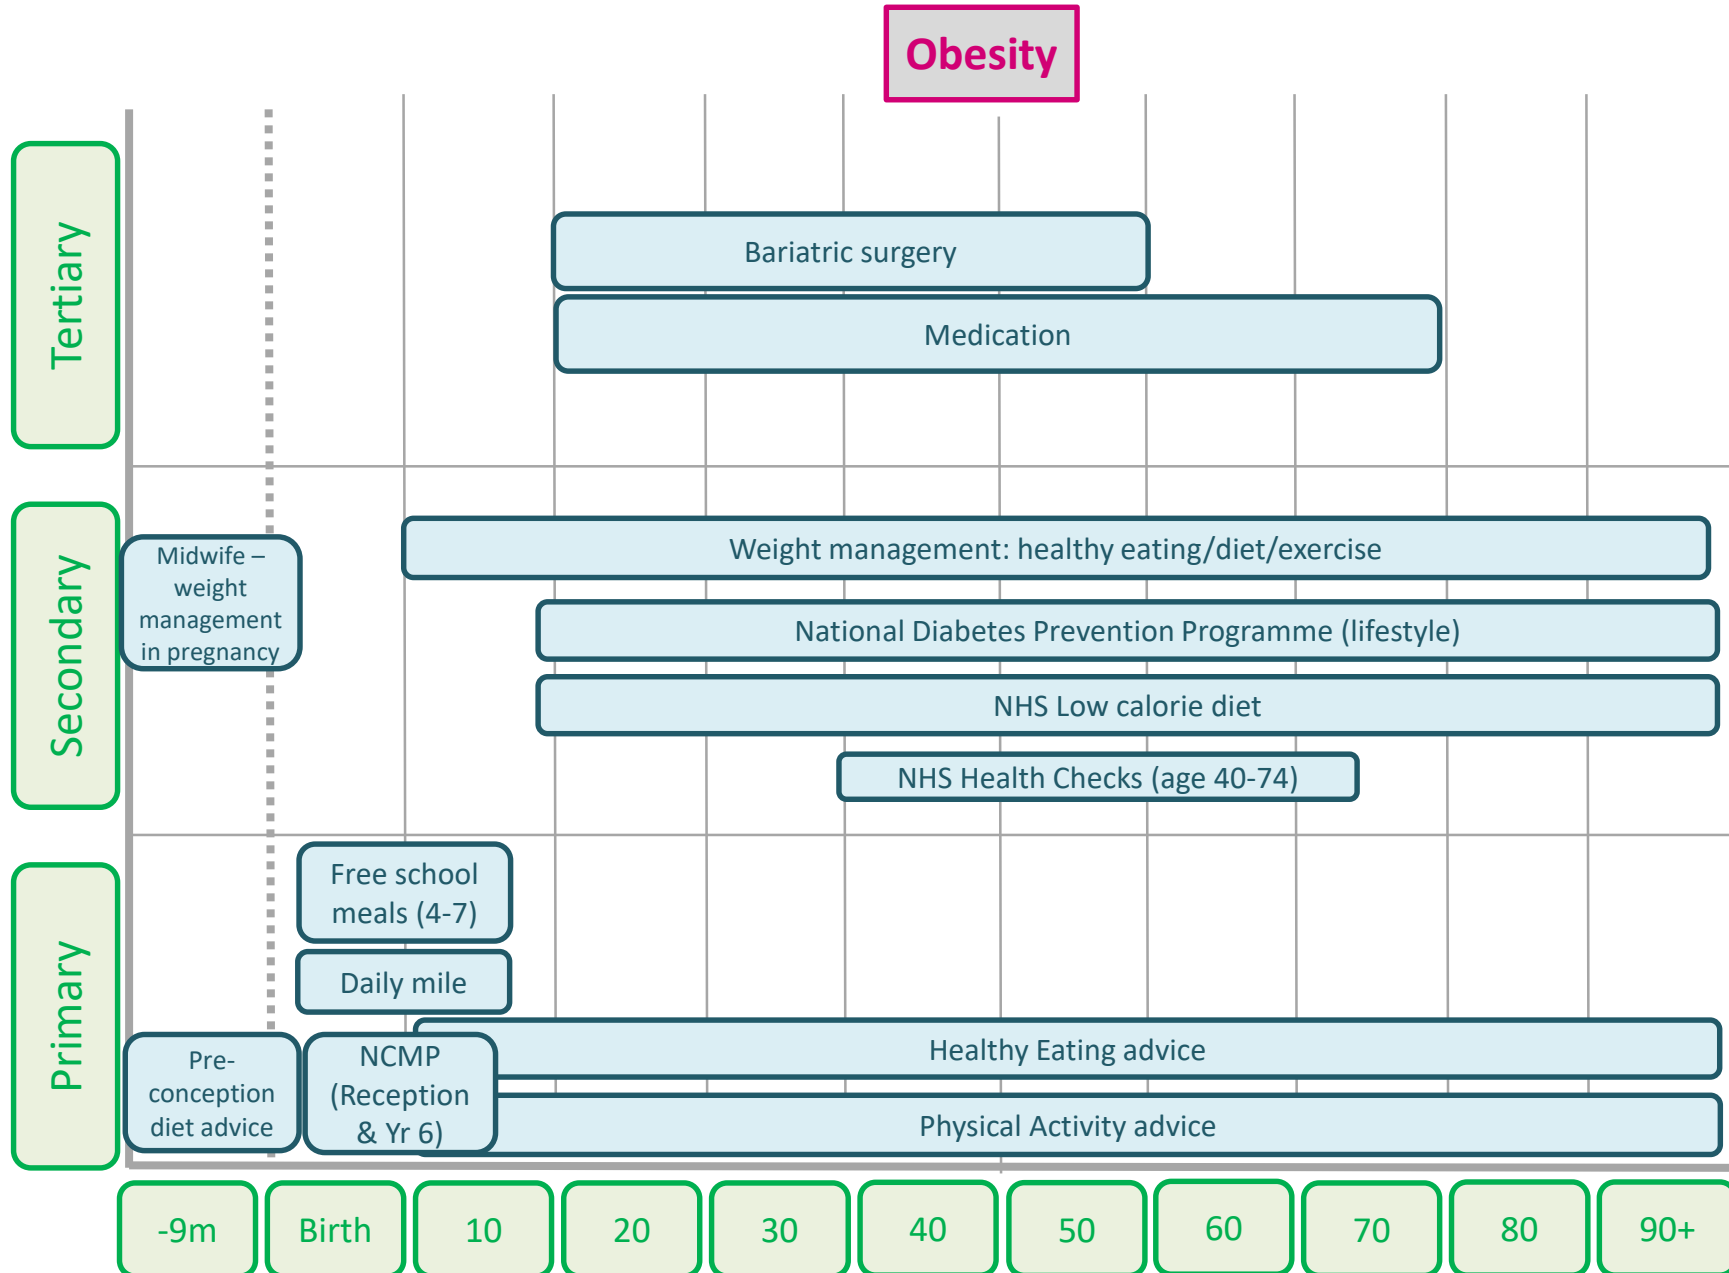 Obesity
Tertiary
Bariatric surgery
Medication
Secondary
Midwife –
weight
management
in pregnancy
Weight management: healthy eating/diet/exercise
National Diabetes Prevention Programme (lifestyle)
NHS Low calorie diet
NHS Health Checks (age 40-74)
Primary
Free school
meals (4-7)
Daily mile
Pre-
conception
diet advice
NCMP
(Reception
& Yr 6)
Healthy Eating advice
Physical Activity advice
-9m
Birth
10
20
30
40
50
60
70
80
90+